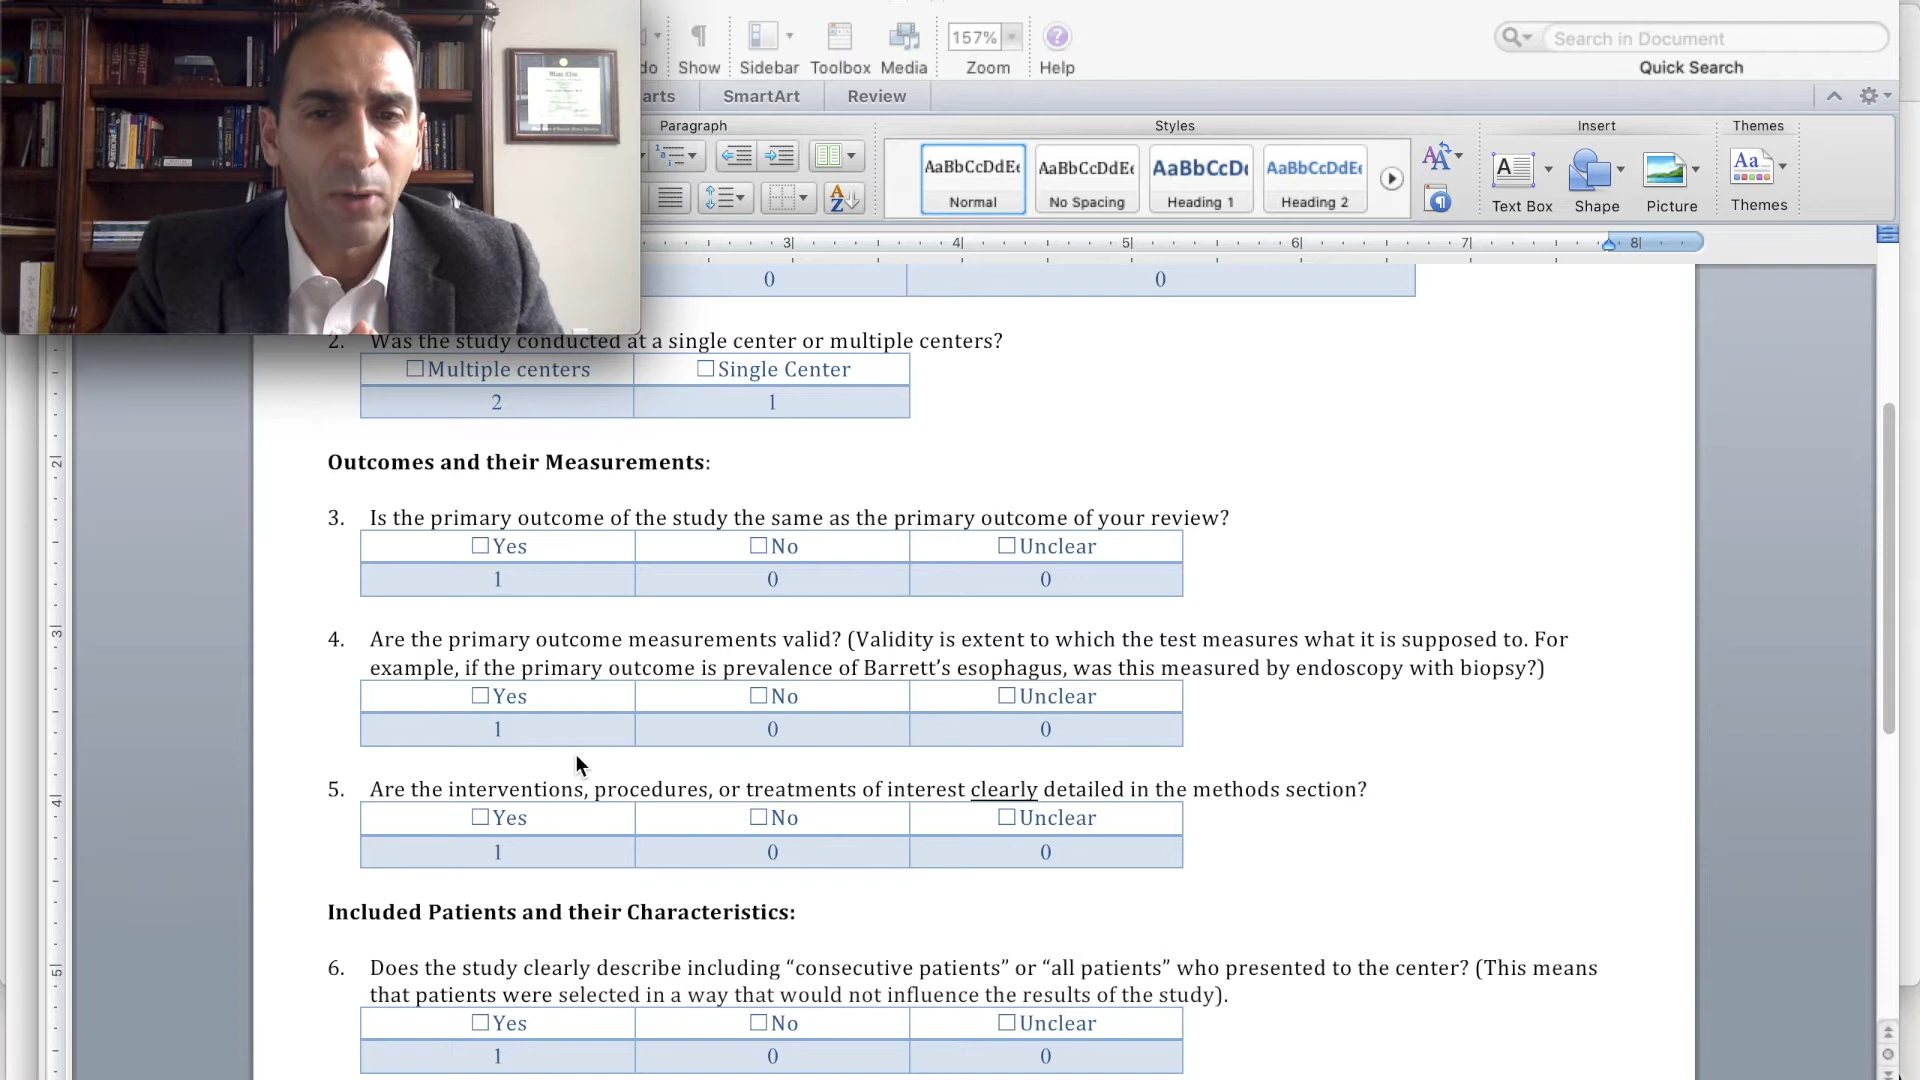 do Show Sidebar Toolbox Media 157% Zoom Help
Search in Document
Quick Search
arts SmartArt Review
Paragraph Styles Insert Themes
AaBbCcDdEe AaBbCcDdEe AaBbCcDc AaBbCcDdEe
Normal No Spacing Heading 1 Heading 2 Text Box Shape Picture Themes
3 4 5 6 7 8
0 0
2. Was the study conducted at a single center or multiple centers?
☐Multiple centers ☐Single Center
2 1
Outcomes and their Measurements:
3. Is the primary outcome of the study the same as the primary outcome of your review?
☐Yes ☐No ☐Unclear
1 0 0
4. Are the primary outcome measurements valid? (Validity is extent to which the test measures what it is supposed to. For
example, if the primary outcome is prevalence of Barrett’s esophagus, was this measured by endoscopy with biopsy?)
☐Yes ☐No ☐Unclear
1 0 0
5. Are the interventions, procedures, or treatments of interest clearly detailed in the methods section?
☐Yes ☐No ☐Unclear
1 0 0
Included Patients and their Characteristics:
6. Does the study clearly describe including “consecutive patients” or “all patients” who presented to the center? (This means
that patients were selected in a way that would not influence the results of the study).
☐Yes ☐No ☐Unclear
1 0 0